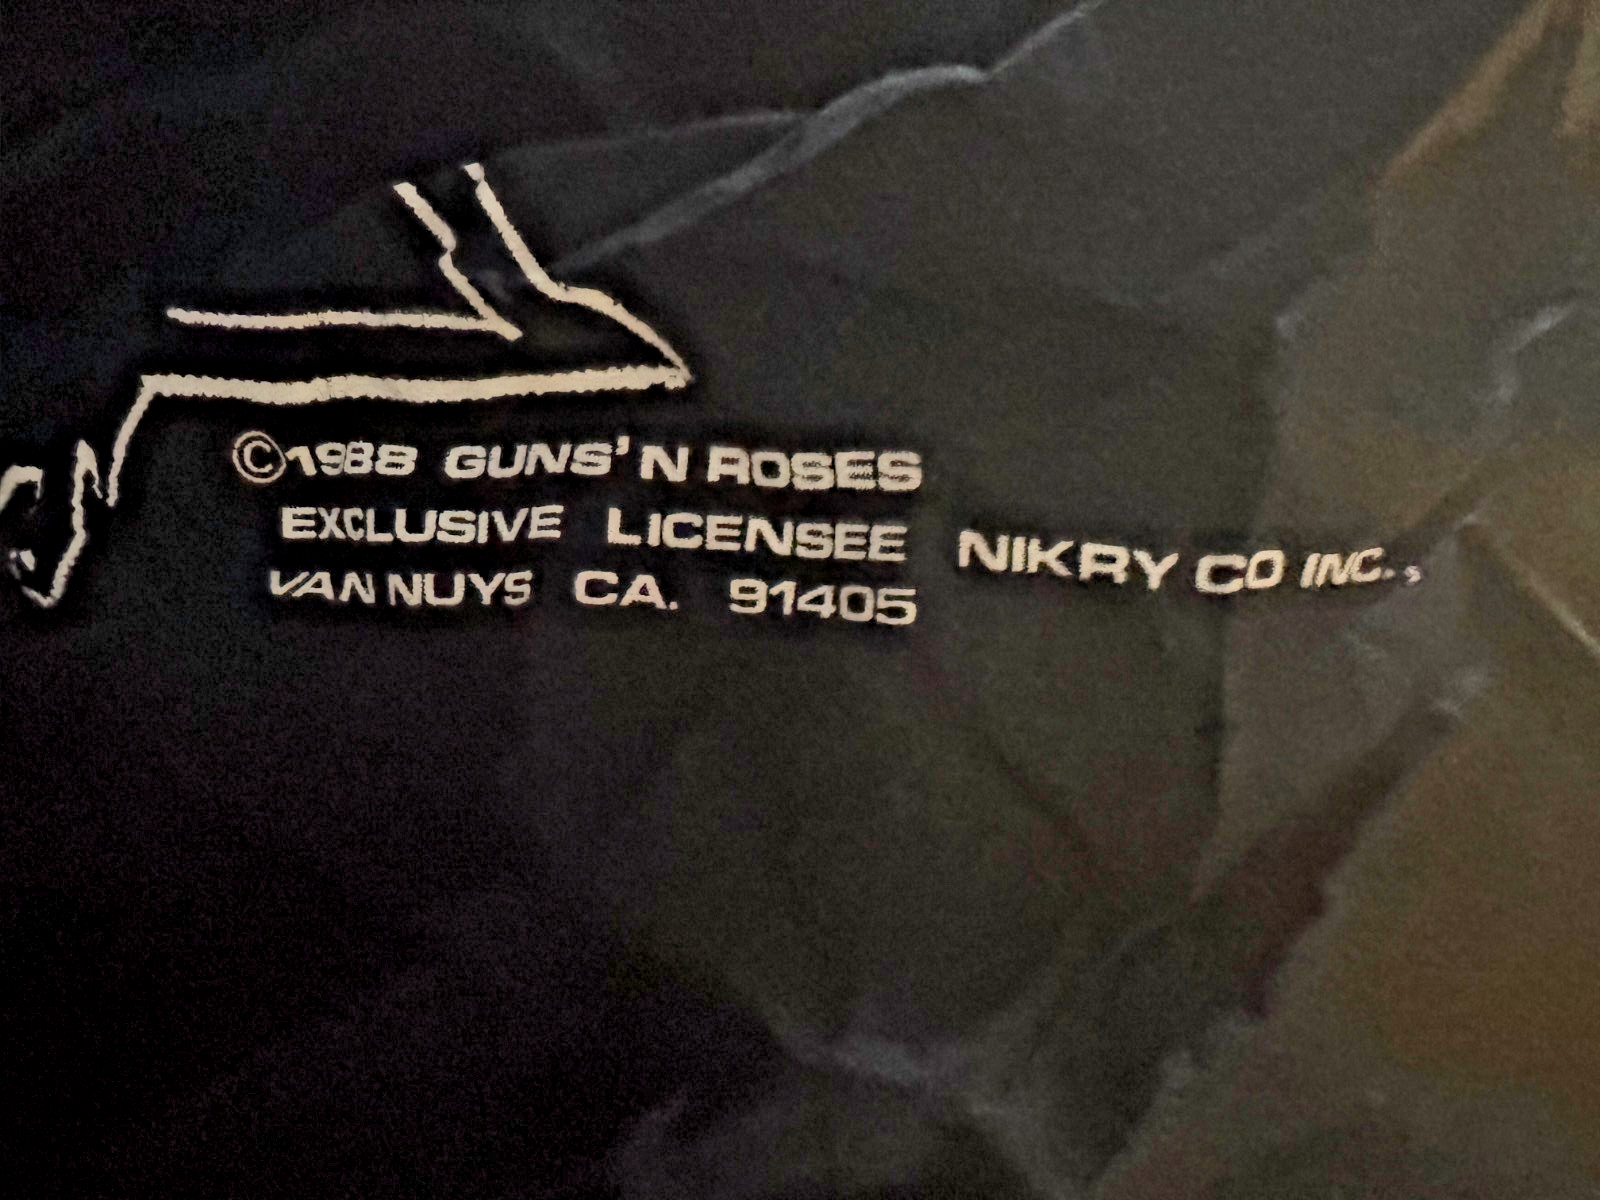 ©1988 GUNS'N ROSES
EXCLUSIVE LICENSEE NIKRY CO INC.,
VAN NUYS CA. 91405